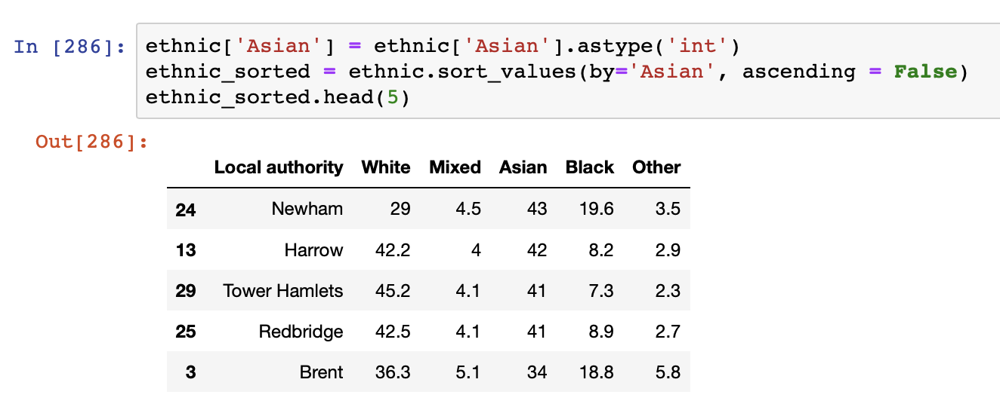 In [286]: ethnic['Asian'] = ethnic['Asian'].astype('int')
ethnic_sorted = ethnic.sort_values(by='Asian', ascending = False)
ethnic_sorted.head(5)
Out[286]:
Local authority White Mixed Asian Black Other
24 Newham 29 4.5 43 19.6 3.5
13 Harrow 42.2 4 42 8.2 2.9
29 Tower Hamlets 45.2 4.1 41 7.3 2.3
25 Redbridge 42.5 4.1 41 8.9 2.7
3 Brent 36.3 5.1 34 18.8 5.8